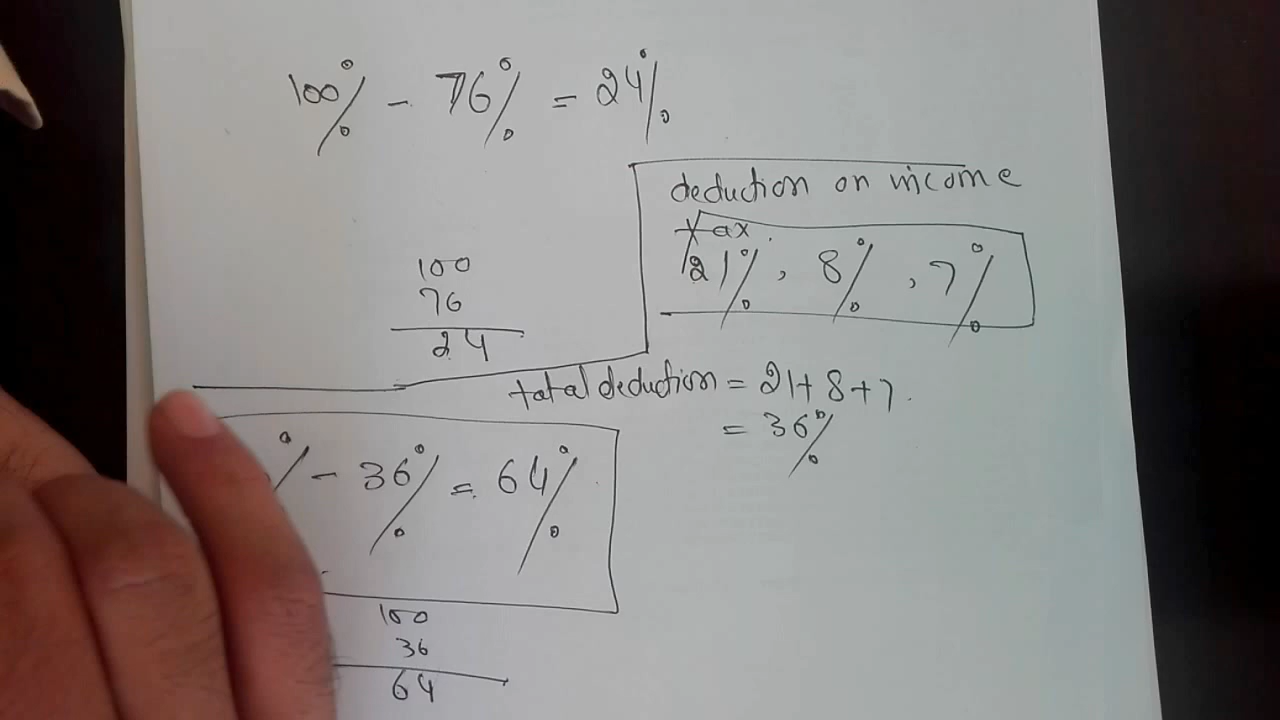 100% - 76% = 24%
deduction on income
tax.
21%, 8%, 7%
100
76
24
total deduction = 21+8+7.
= 36%
% - 36% = 64%
100
36
64